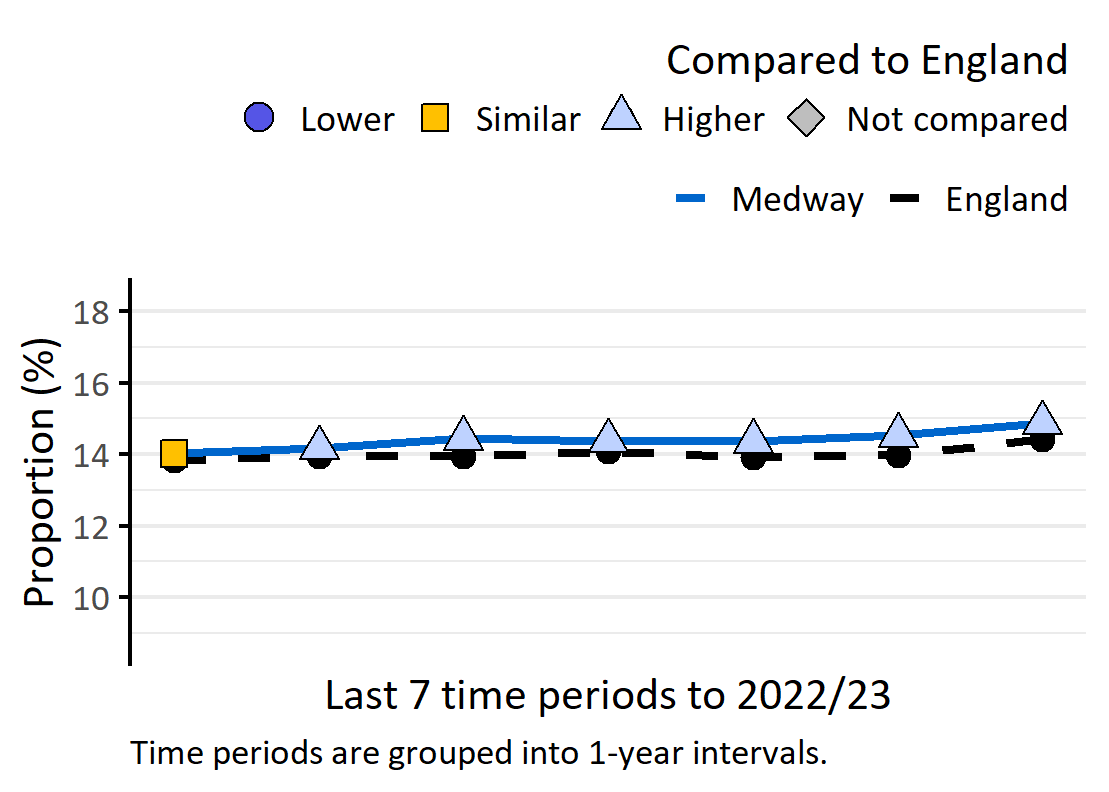 Compared to England
Lower Similar Higher Not compared
Medway England
Proportion (%)
18
16
14
12
10
Last 7 time periods to 2022/23
Time periods are grouped into 1-year intervals.